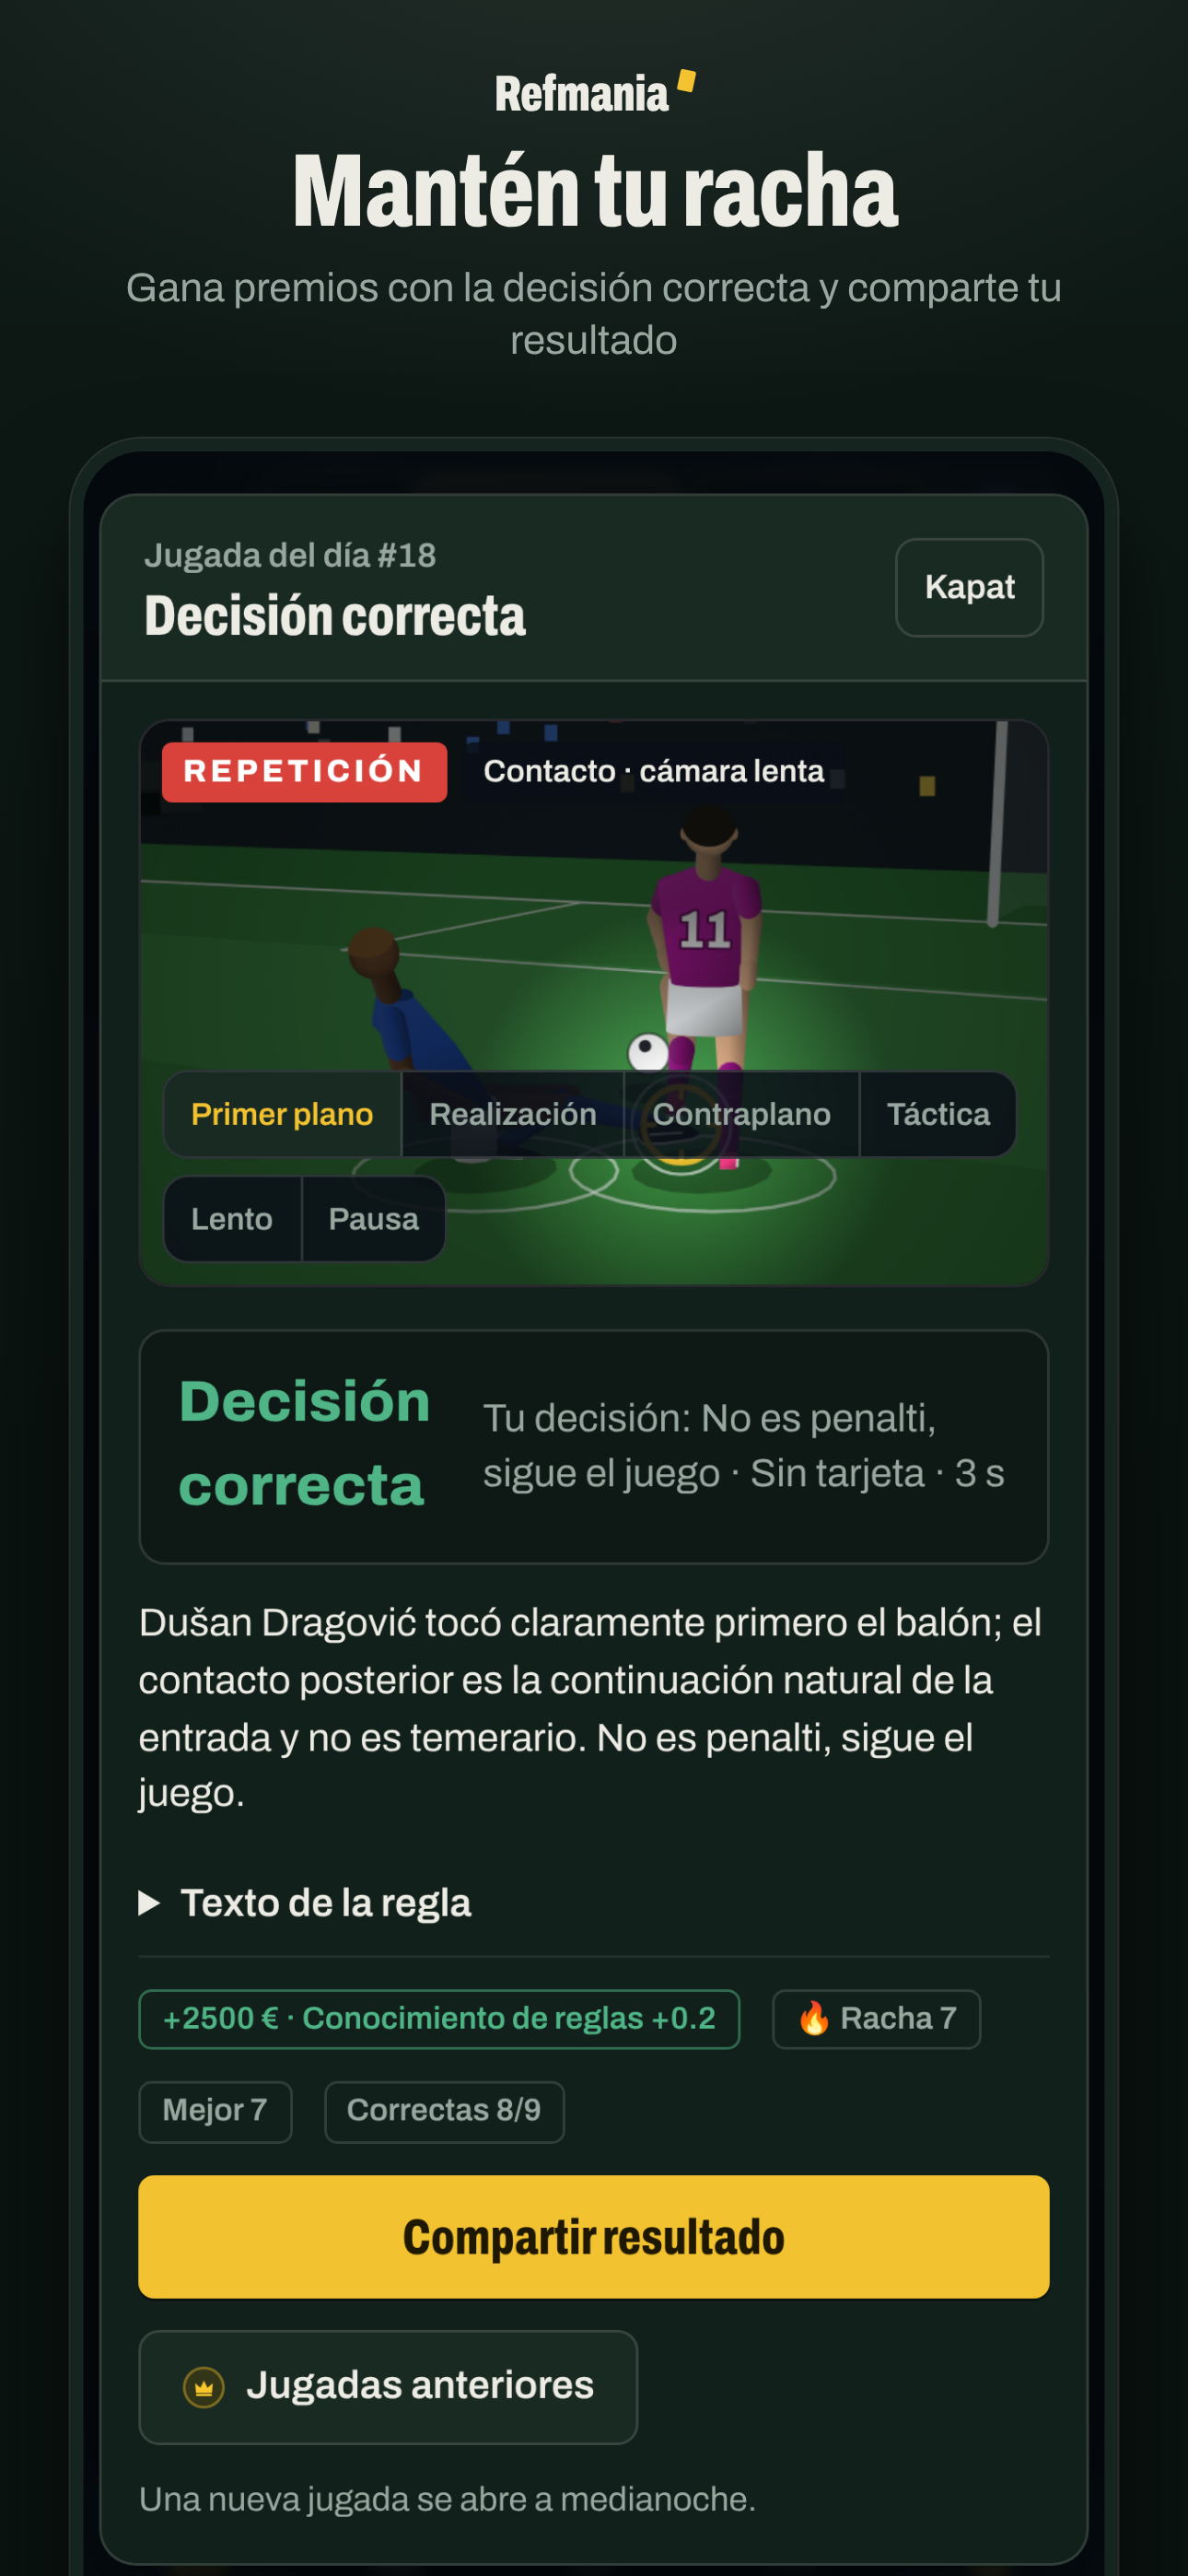 Refmania
Mantén tu racha
Gana premios con la decisión correcta y comparte tu
resultado
Jugada del día #18
Decisión correcta
Kapat
REPETICIÓN
Contacto · cámara lenta
11
Primer plano
Realización
Contraplano
Táctica
Lento
Pausa
Decisión
correcta
Tu decisión: No es penalti,
sigue el juego · Sin tarjeta · 3 s
Dušan Dragović tocó claramente primero el balón; el
contacto posterior es la continuación natural de la
entrada y no es temerario. No es penalti, sigue el
juego.
Texto de la regla
+2500 € · Conocimiento de reglas +0.2
🔥 Racha 7
Mejor 7
Correctas 8/9
Compartir resultado
Jugadas anteriores
Una nueva jugada se abre a medianoche.